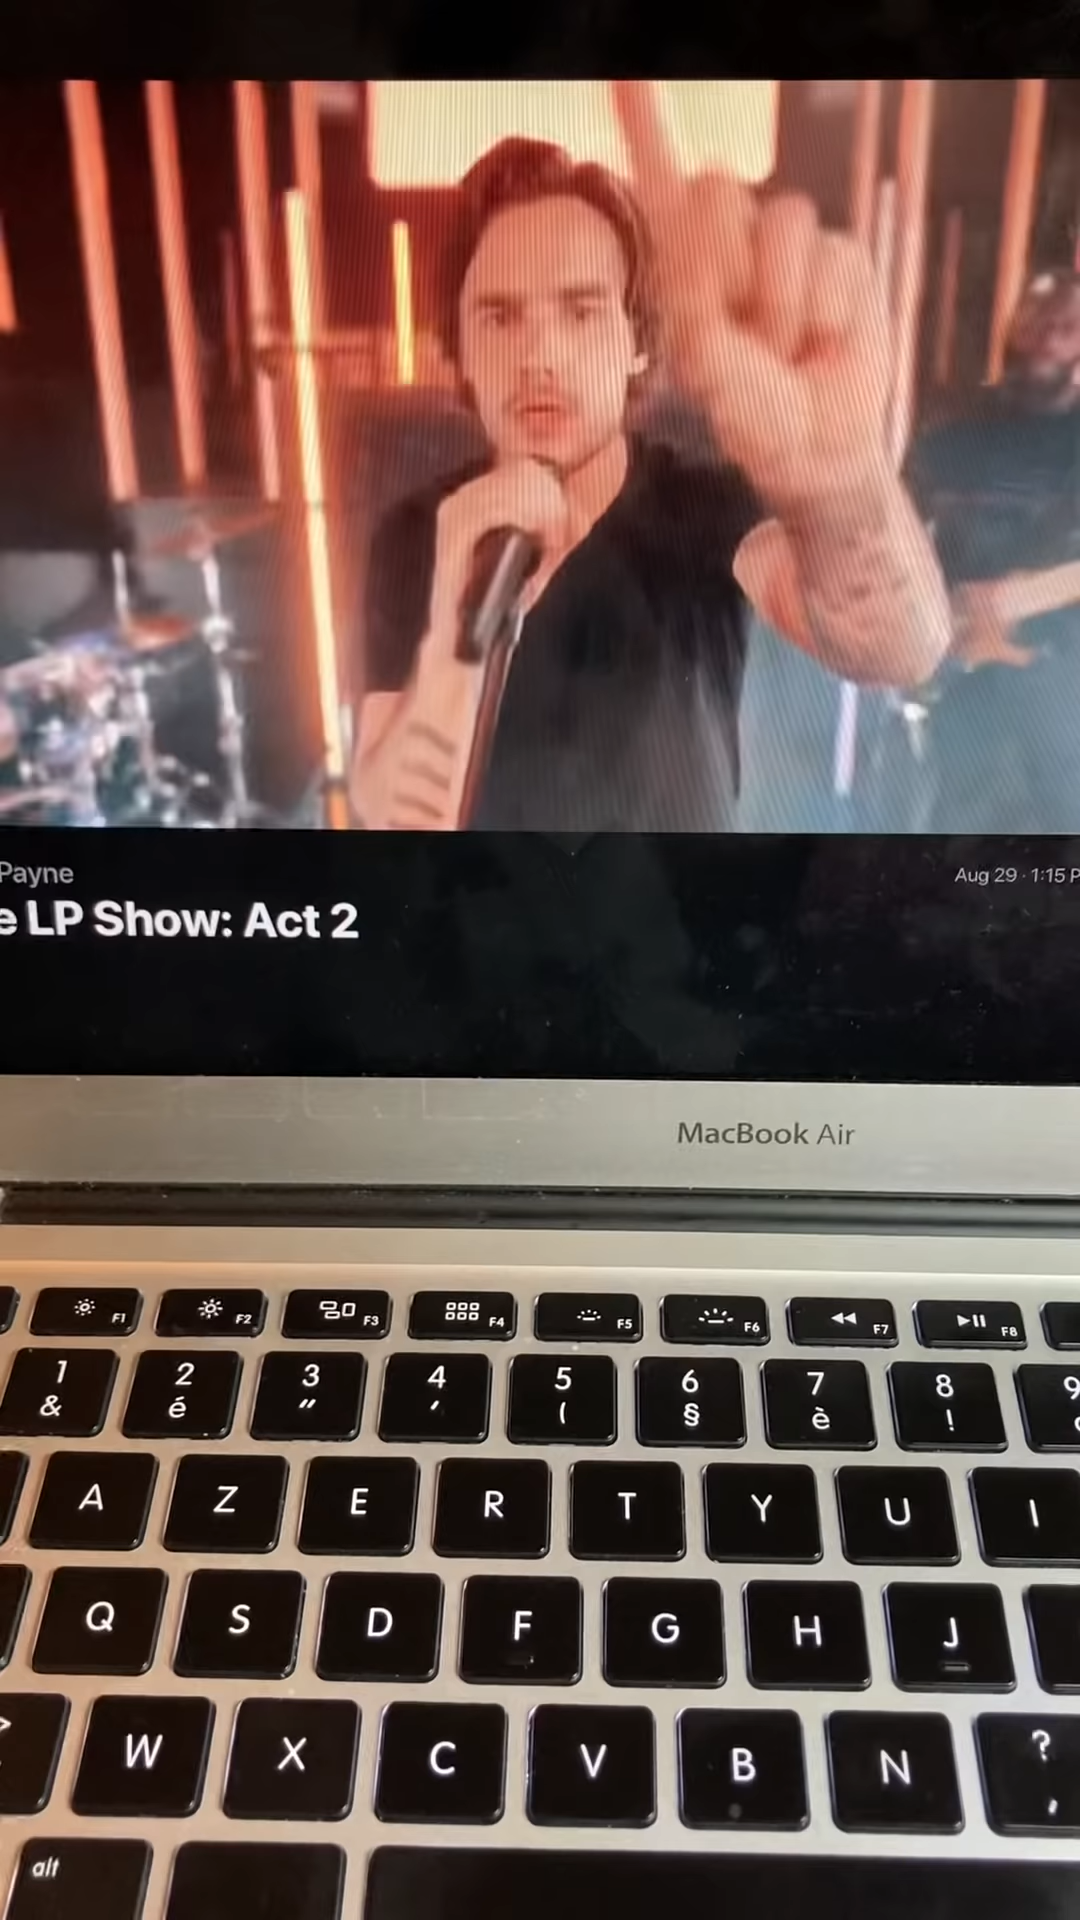 Payne
Aug 29 · 1:15 P
e LP Show: Act 2
MacBook Air
F1 F2 F3 F4 F5 F6 F7 F8
1 2 3 4 5 6 7 8 9
& é " ' ( § è !
A Z E R T Y U I
Q S D F G H J
> W X C V B N ?
,
alt